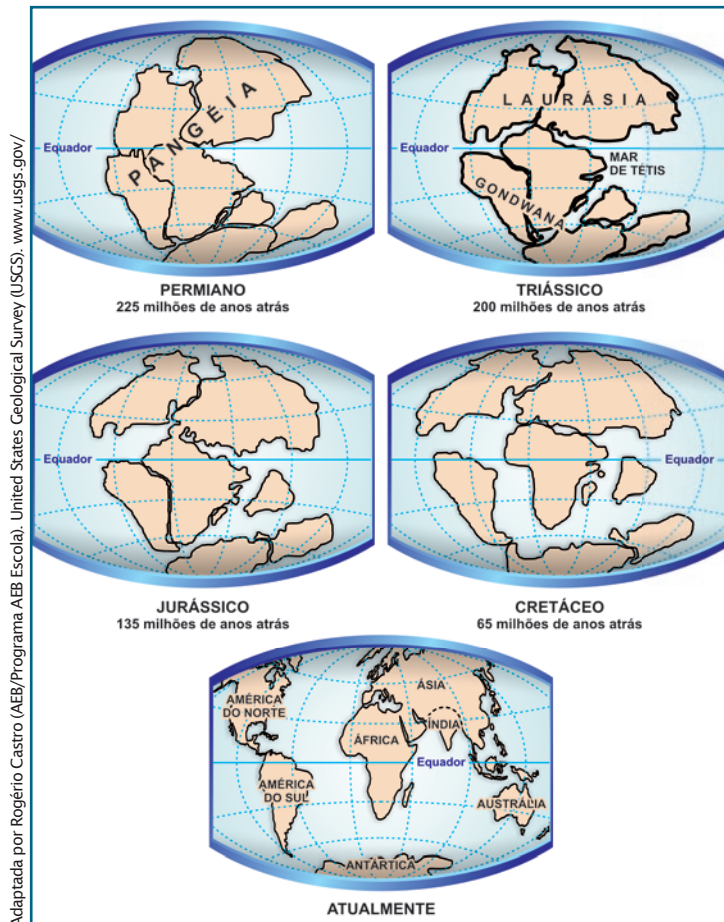 Adaptada por Rogério Castro (AEB/Programa AEB Escola). United States Geological Survey (USGS). www.usgs.gov/
Equador
PANGÉIA
PERMIANO
225 milhões de anos atrás
LAURÁSIA
Equador
MAR
DE TÉTIS
GONDWANA
TRIÁSSICO
200 milhões de anos atrás
Equador
JURÁSSICO
135 milhões de anos atrás
Equador
CRETÁCEO
65 milhões de anos atrás
AMÉRICA
DO NORTE
ÁSIA
ÍNDIA
ÁFRICA
Equador
AMÉRICA
DO SUL
AUSTRÁLIA
ANTÁRTICA
ATUALMENTE